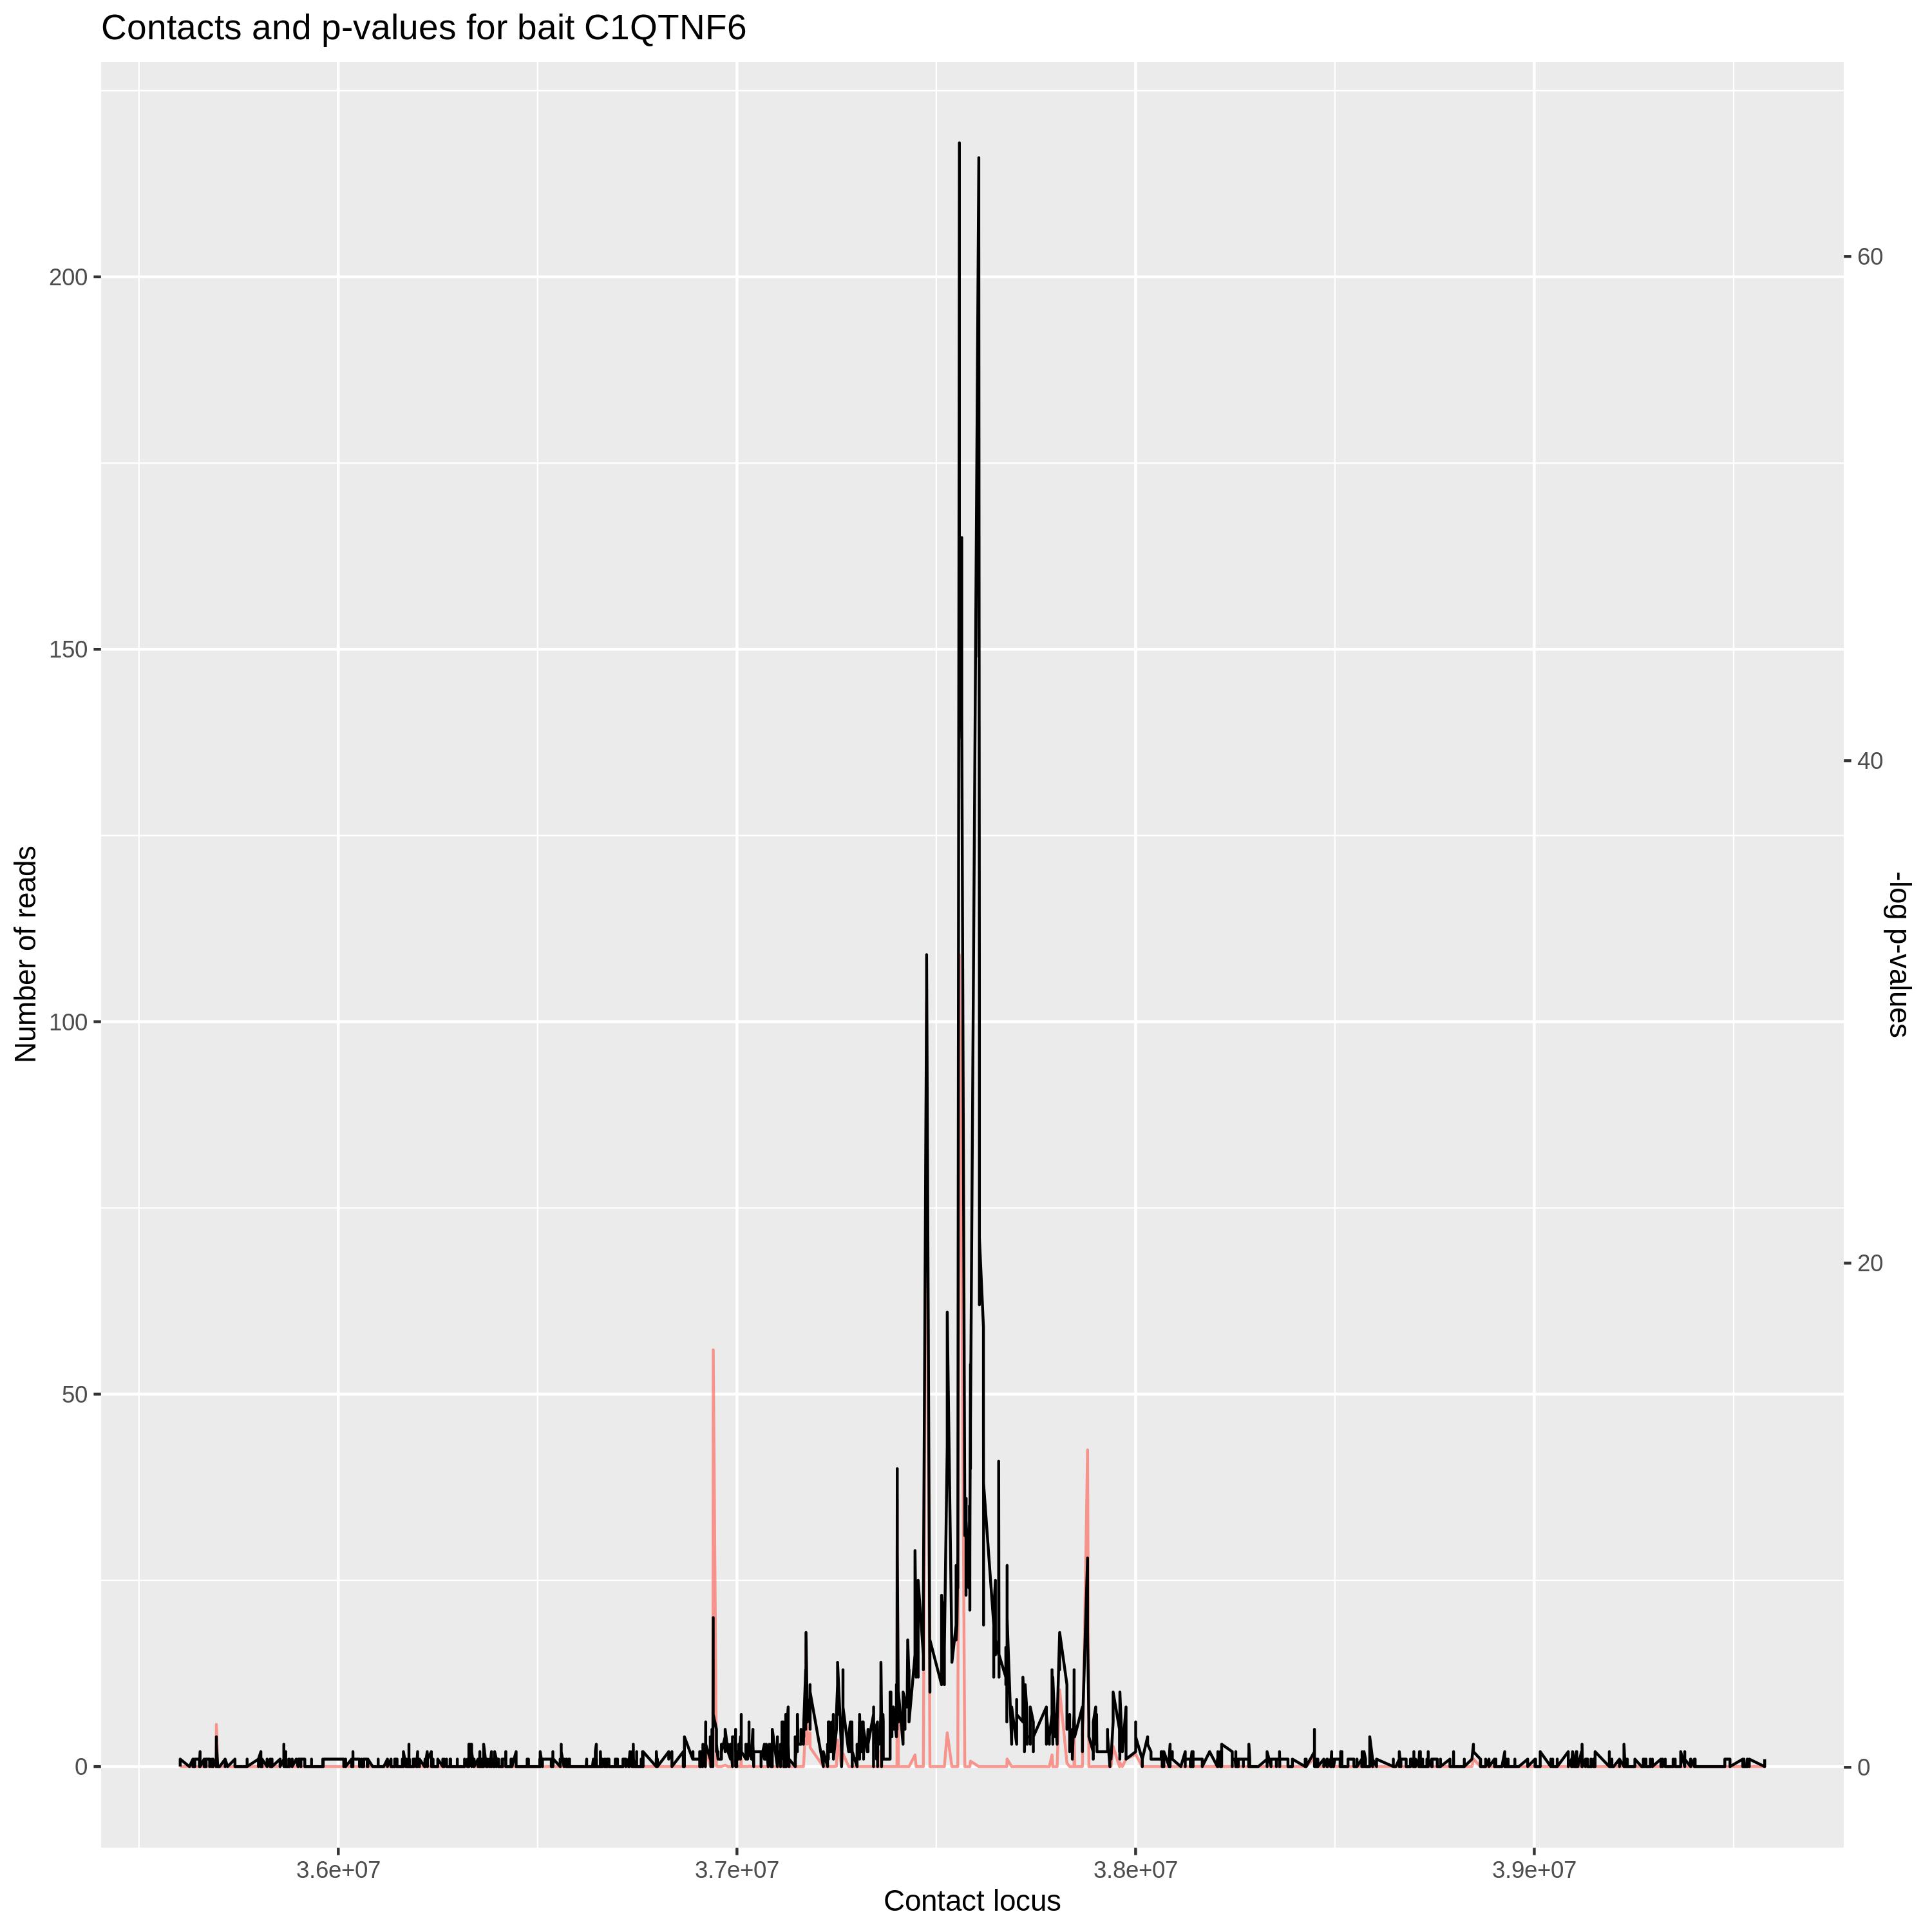 Contacts and p-values for bait C1QTNF6
200
150
100
50
0
Number of reads
60
40
20
0
-log p-values
3.6e+07 3.7e+07 3.8e+07 3.9e+07
Contact locus